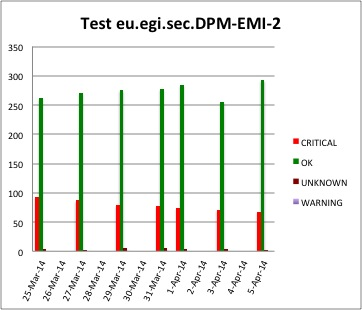 Test eu.egi.sec.DPM-EMI-2
350
300
250
200
150
100
50
0
25-Mar-14
26-Mar-14
27-Mar-14
28-Mar-14
29-Mar-14
30-Mar-14
31-Mar-14
1-Apr-14
2-Apr-14
3-Apr-14
4-Apr-14
5-Apr-14
CRITICAL
OK
UNKNOWN
WARNING